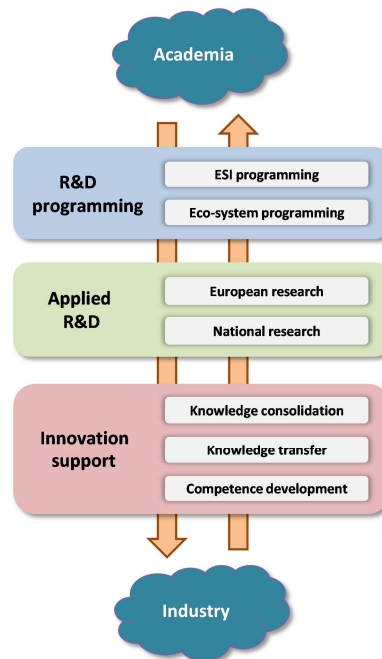 Academia
R&D
programming
ESI programming
Eco-system programming
Applied
R&D
European research
National research
Innovation
support
Knowledge consolidation
Knowledge transfer
Competence development
Industry